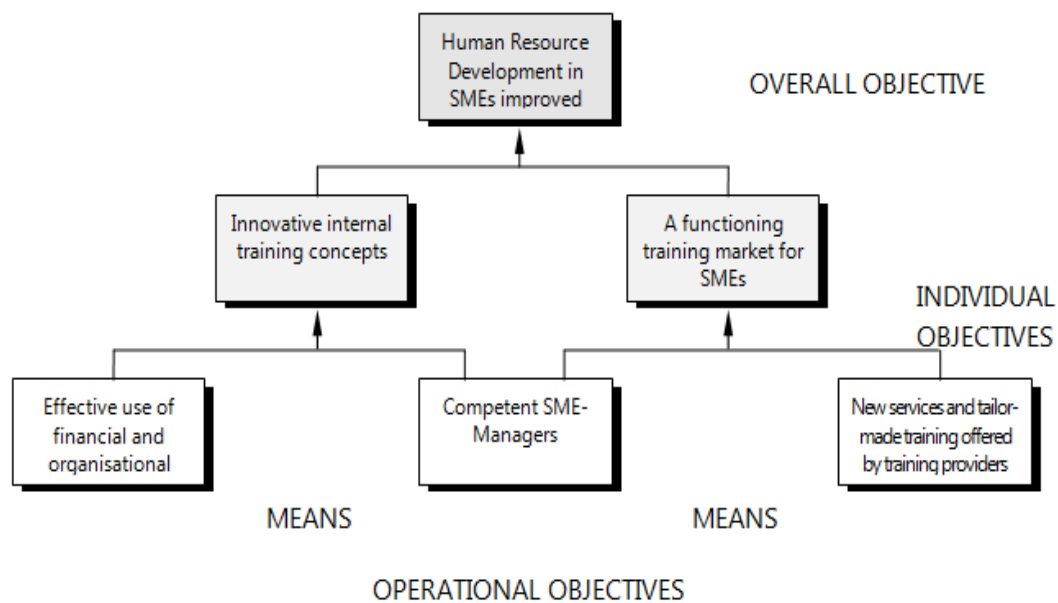 Human Resource
Development in
SMEs improved
OVERALL OBJECTIVE
Innovative internal
training concepts
A functioning
training market for
SMEs
INDIVIDUAL
OBJECTIVES
Effective use of
financial and
organisational
Competent SME-
Managers
New services and tailor-
made training offered
by training providers
MEANS
MEANS
OPERATIONAL OBJECTIVES